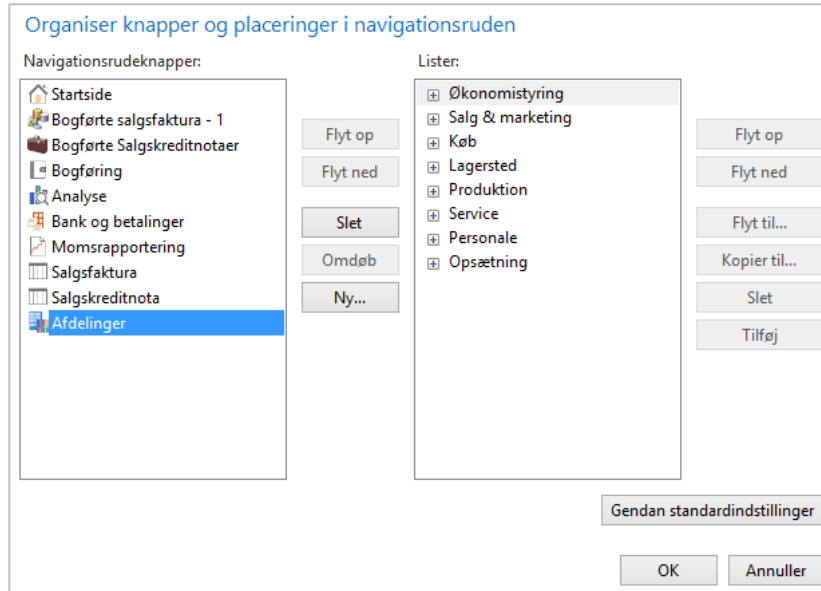 Organiser knapper og placeringer i navigationsruden
Navigationsrudeknapper:
Startside
Bogførte salgsfaktura - 1
Bogførte Salgskreditnotaer
Bogføring
Analyse
Bank og betalinger
Momsrapportering
Salgsfaktura
Salgskreditnota
Afdelinger
Flyt op
Flyt ned
Slet
Omdøb
Ny...
Lister:
Økonomistyring
Salg & marketing
Køb
Lagersted
Produktion
Service
Personale
Opsætning
Flyt op
Flyt ned
Flyt til...
Kopier til...
Slet
Tilføj
Gendan standardindstillinger
OK
Annuller